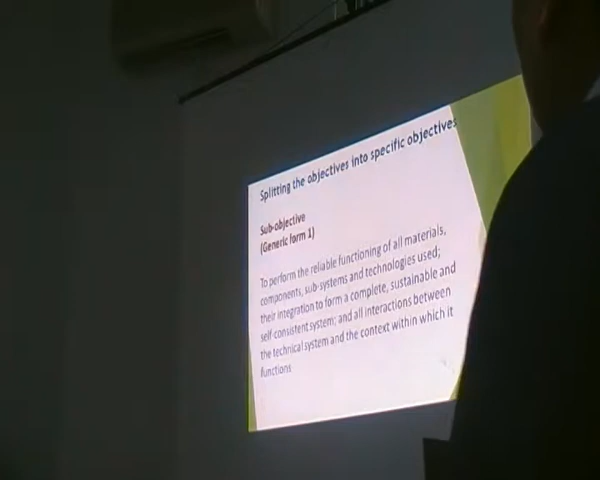 Splitting the objectives into specific objectives
Sub-objective
(Generic form 1)
To perform the reliable functioning of all materials,
components, sub-systems and technologies used;
their integration to form a complete, sustainable and
self-consistent system; and all interactions between
the technical system and the context within which it
functions